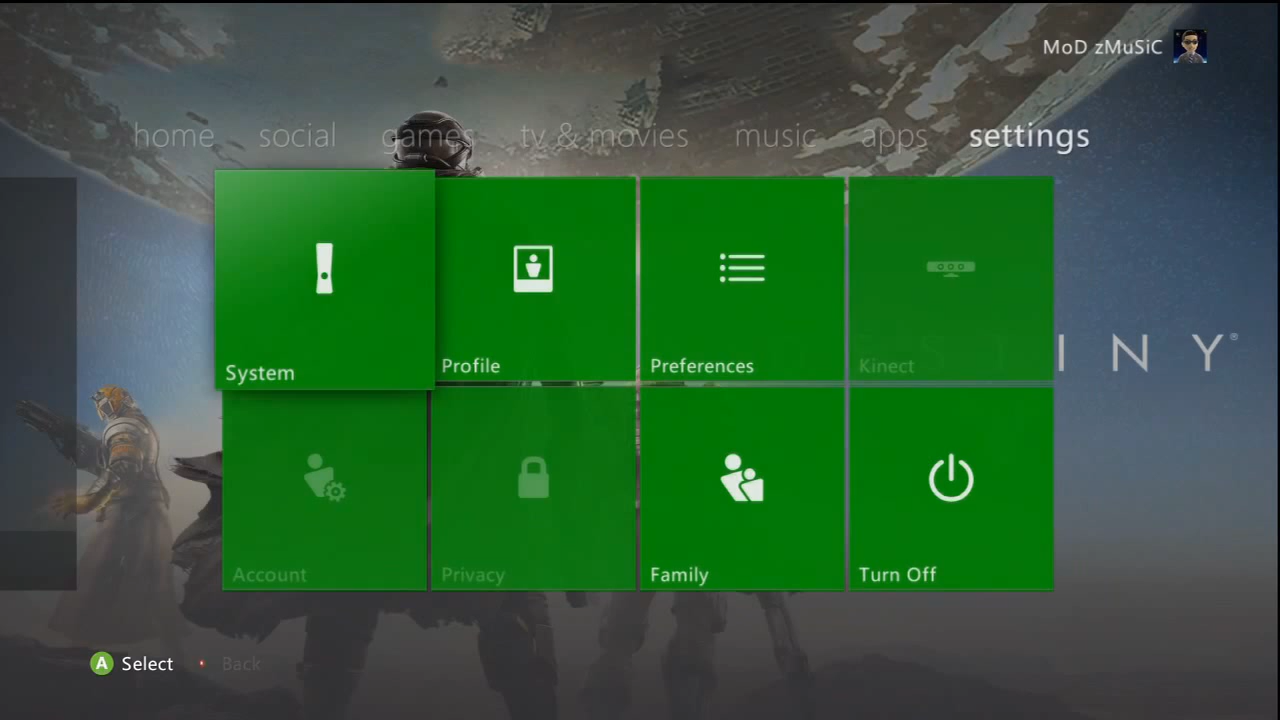 MoD zMuSiC
home social games tv & movies music apps settings
System Profile Preferences Kinect
DESTINY®
Account Privacy Family Turn Off
A Select Back